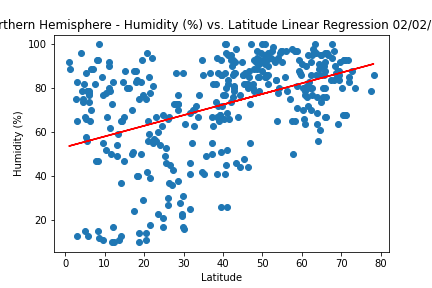 rthern Hemisphere - Humidity (%) vs. Latitude Linear Regression 02/02/
100
80
60
40
20
Humidity (%)
0 10 20 30 40 50 60 70 80
Latitude